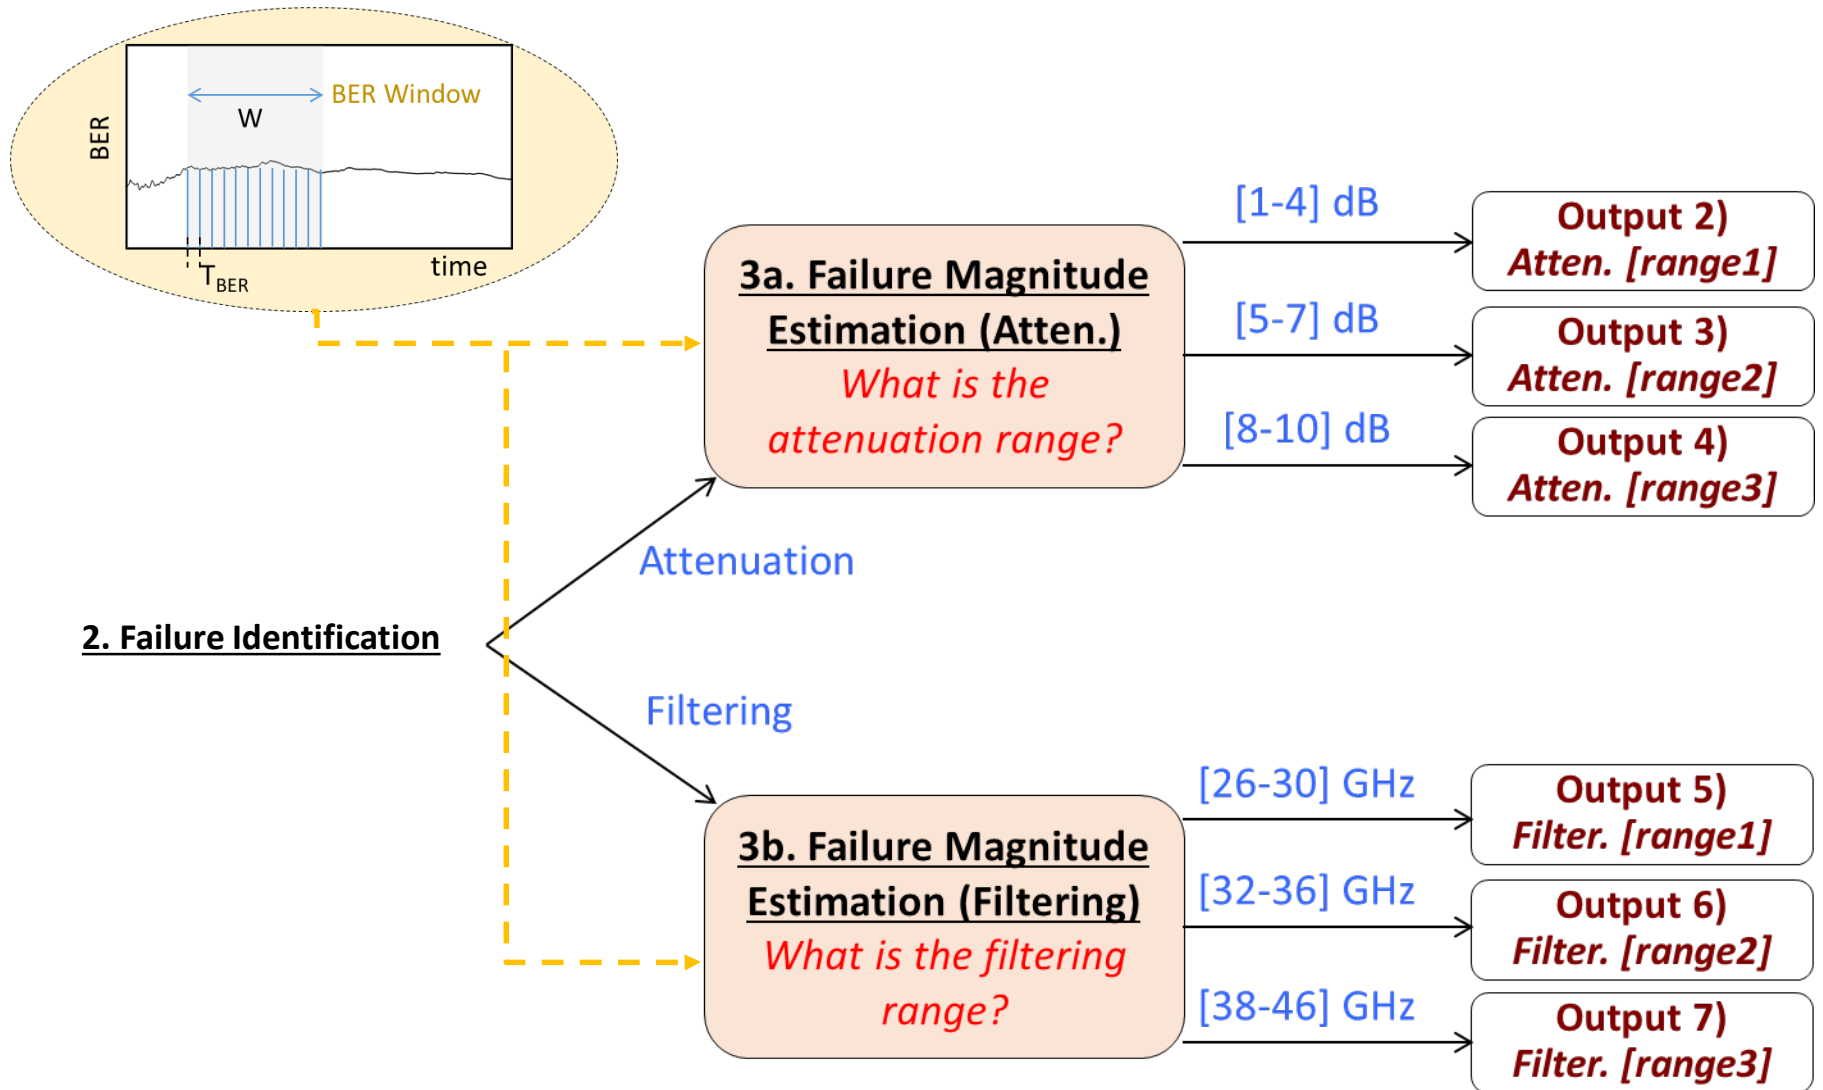 BER Window
W
BER
time
TBER
3a. Failure Magnitude
Estimation (Atten.)
What is the
attenuation range?
[1-4] dB
Output 2)
Atten. [range1]
[5-7] dB
Output 3)
Atten. [range2]
[8-10] dB
Output 4)
Atten. [range3]
Attenuation
2. Failure Identification
Filtering
3b. Failure Magnitude
Estimation (Filtering)
What is the filtering
range?
[26-30] GHz
Output 5)
Filter. [range1]
[32-36] GHz
Output 6)
Filter. [range2]
[38-46] GHz
Output 7)
Filter. [range3]